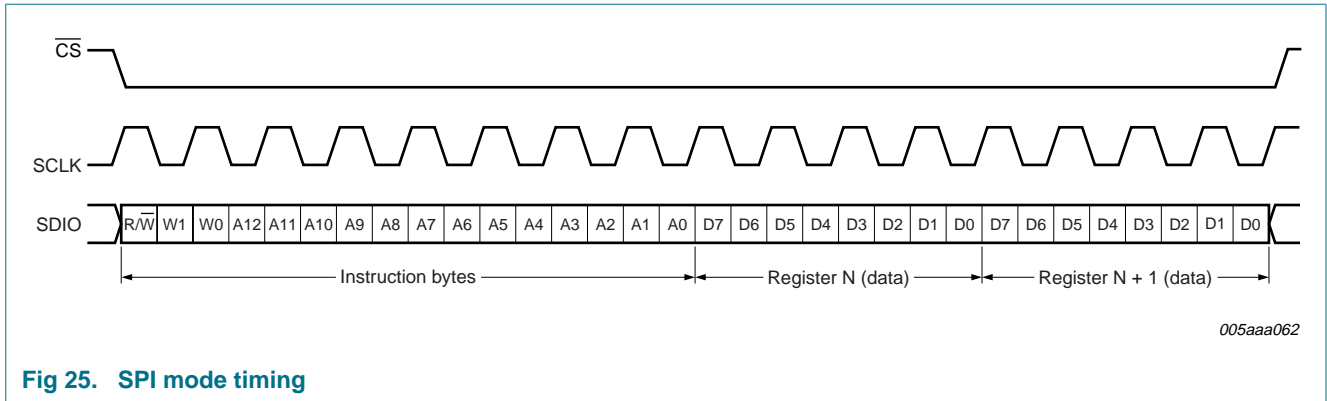 C̅S̅
SCLK
SDIO R/W̅ W1 W0 A12 A11 A10 A9 A8 A7 A6 A5 A4 A3 A2 A1 A0 D7 D6 D5 D4 D3 D2 D1 D0 D7 D6 D5 D4 D3 D2 D1 D0
Instruction bytes Register N (data) Register N + 1 (data)
005aaa062
Fig 25. SPI mode timing